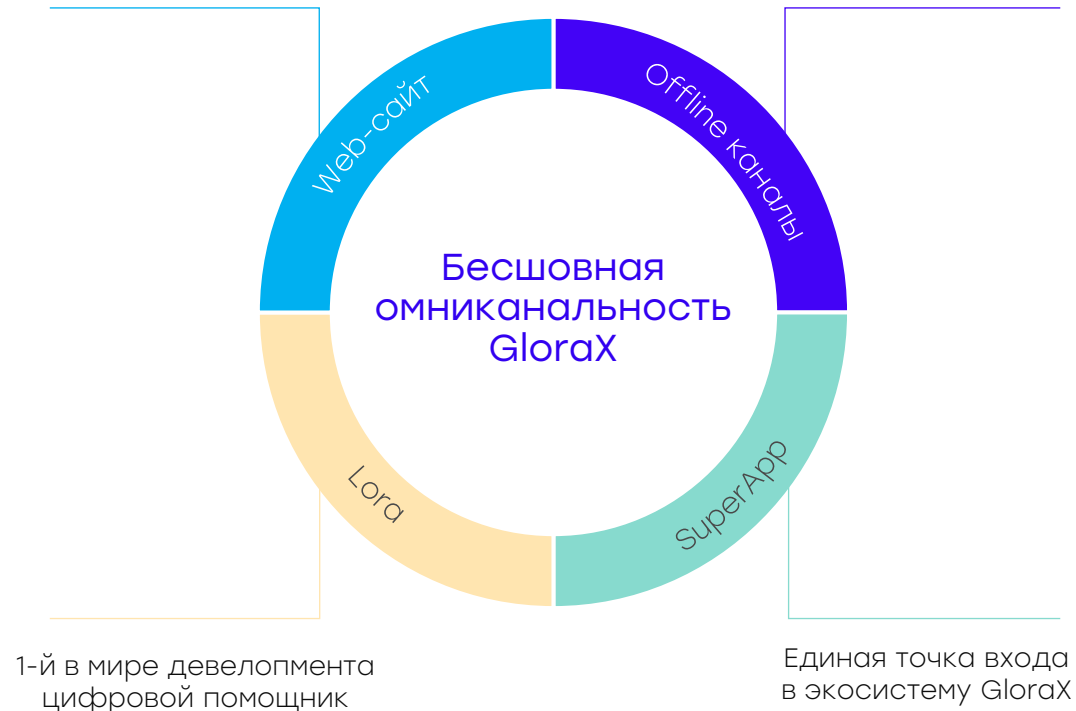 Web-сайт
Offline каналы
Бесшовная
омниканальность
GloraX
Lora
SuperApp
1-й в мире девелопмента
цифровой помощник
Единая точка входа
в экосистему GloraX